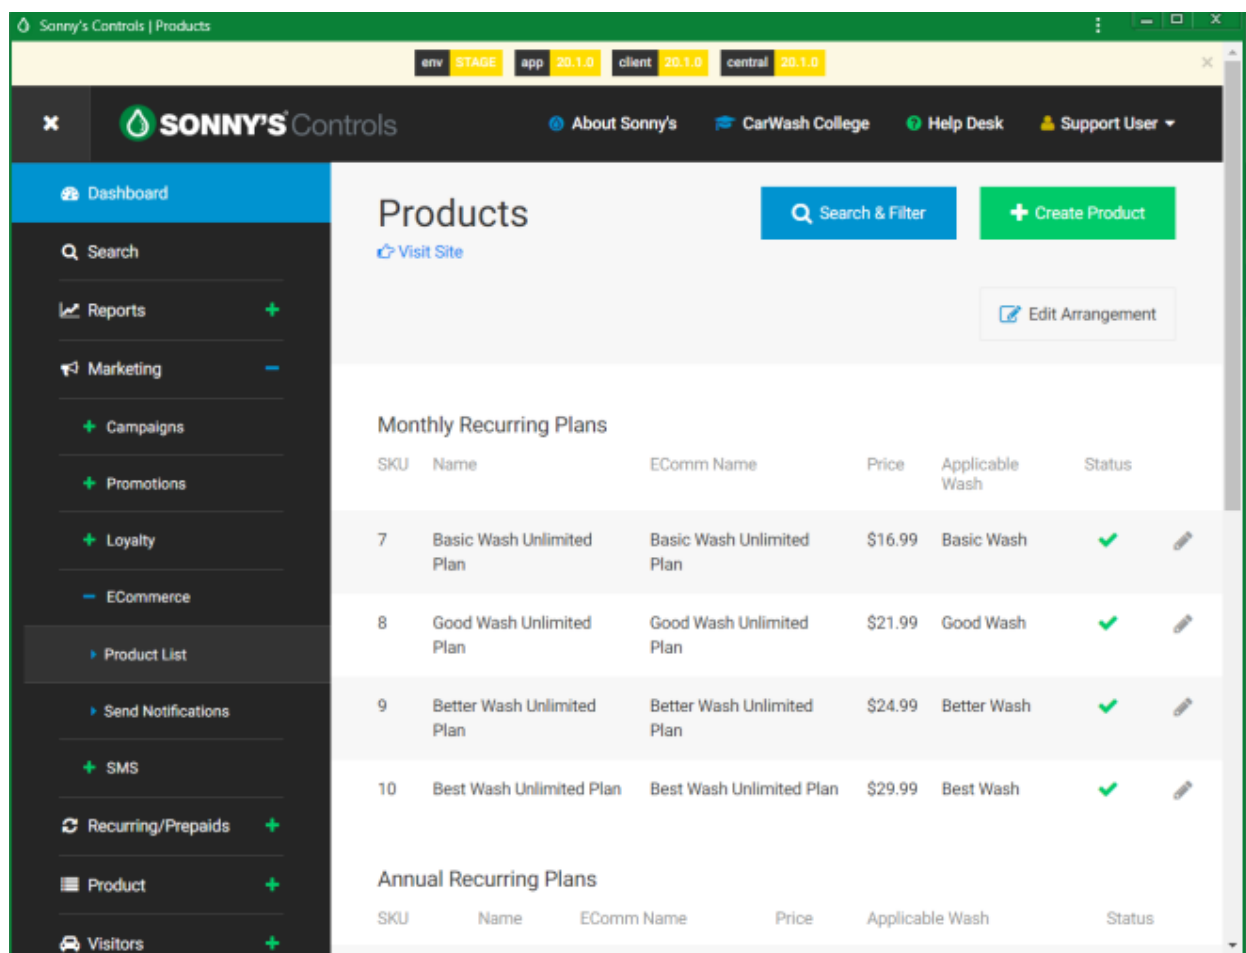 Sonny's Controls | Products
env STAGE app 20.1.0 client 20.1.0 central 20.1.0
SONNY'S Controls
About Sonny's
CarWash College
Help Desk
Support User
Dashboard
Search
Reports
Marketing
Campaigns
Promotions
Loyalty
ECommerce
Product List
Send Notifications
SMS
Recurring/Prepaids
Product
Visitors
Products
Visit Site
Search & Filter
Create Product
Edit Arrangement
Monthly Recurring Plans
SKU Name EComm Name Price Applicable Wash Status
7 Basic Wash Unlimited Plan Basic Wash Unlimited Plan $16.99 Basic Wash
8 Good Wash Unlimited Plan Good Wash Unlimited Plan $21.99 Good Wash
9 Better Wash Unlimited Plan Better Wash Unlimited Plan $24.99 Better Wash
10 Best Wash Unlimited Plan Best Wash Unlimited Plan $29.99 Best Wash
Annual Recurring Plans
SKU Name EComm Name Price Applicable Wash Status